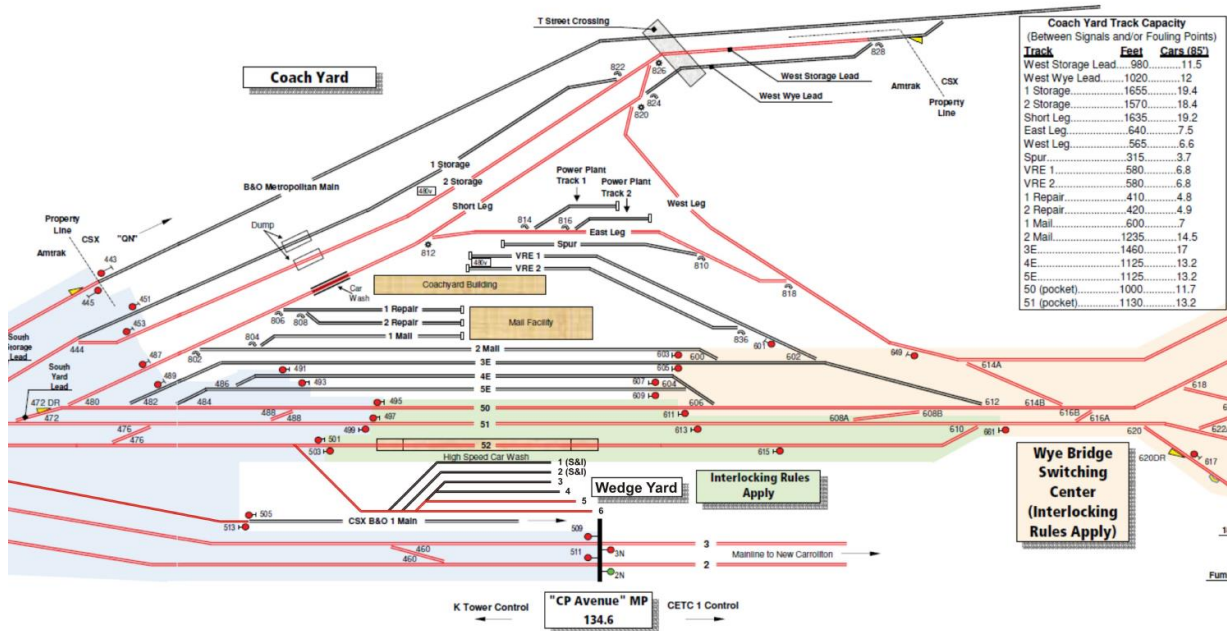 T Street Crossing
Coach Yard
822
826
828
West Storage Lead
West Wye Lead
824
820
Amtrak
CSX
Property
Line
Coach Yard Track Capacity
(Between Signals and/or Fouling Points)
Track Feet Cars (85')
West Storage Lead....980..........11.5
West Wye Lead.......1020..........12
1 Storage.................1655..........19.4
2 Storage.................1570..........18.4
Short Leg.................1635..........19.2
East Leg...................640............7.5
West Leg..................565............6.6
Spur..........................315............3.7
VRE 1.......................580............6.8
VRE 2.......................580............6.8
1 Repair....................410............4.8
2 Repair....................420............4.9
1 Mail........................600............7
2 Mail........................1235..........14.5
3E.............................1460..........17
4E.............................1125..........13.2
5E.............................1125..........13.2
50 (pocket)...............1000..........11.7
51 (pocket)...............1130..........13.2
1 Storage
2 Storage
480v
B&O Metropolitan Main
Short Leg
Power Plant
Track 1
Power Plant
Track 2
West Leg
814
816
East Leg
812
Spur
810
818
Property
Line
CSX
"QN"
Amtrak
Dump
443
445
451
453
444
VRE 1
480v
VRE 2
Coachyard Building
Car
Wash
806
808
1 Repair
2 Repair
1 Mail
Mail Facility
804
802
836
601
602
649
South
Storage
Lead
South
Yard
Lead
487
489
2 Mail
3E
4E
5E
603
600
605
607
604
609
606
491
493
486
472 DR
480
482
484
495
50
612
614A
614B
618
472
488
488
497
51
611
608A
608B
616B
616A
476
476
499
501
503
52
613
615
610
661
620
622A
620DR
617
High Speed Car Wash
1 (S&I)
2 (S&I)
3
4
5
6
Wedge Yard
Interlocking Rules
Apply
Wye Bridge
Switching
Center
(Interlocking
Rules Apply)
505
513
CSX B&O 1 Main
509
511
460
460
3
2
3N
2N
Mainline to New Carrollton
K Tower Control
"CP Avenue" MP
134.6
CETC 1 Control